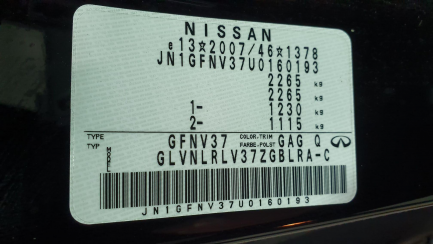 NISSAN
e13☆2007/46☆1378
JN1GFNV37U0160193
2265 kg
2265 kg
1- 1230 kg
2- 1115 kg
TYPE GFNV37 COLOR.TRIM GAG Q
TYP MODEL FARBE.POLST
GLVNLRLV37ZGBLRA-C
JN1GFNV37U0160193